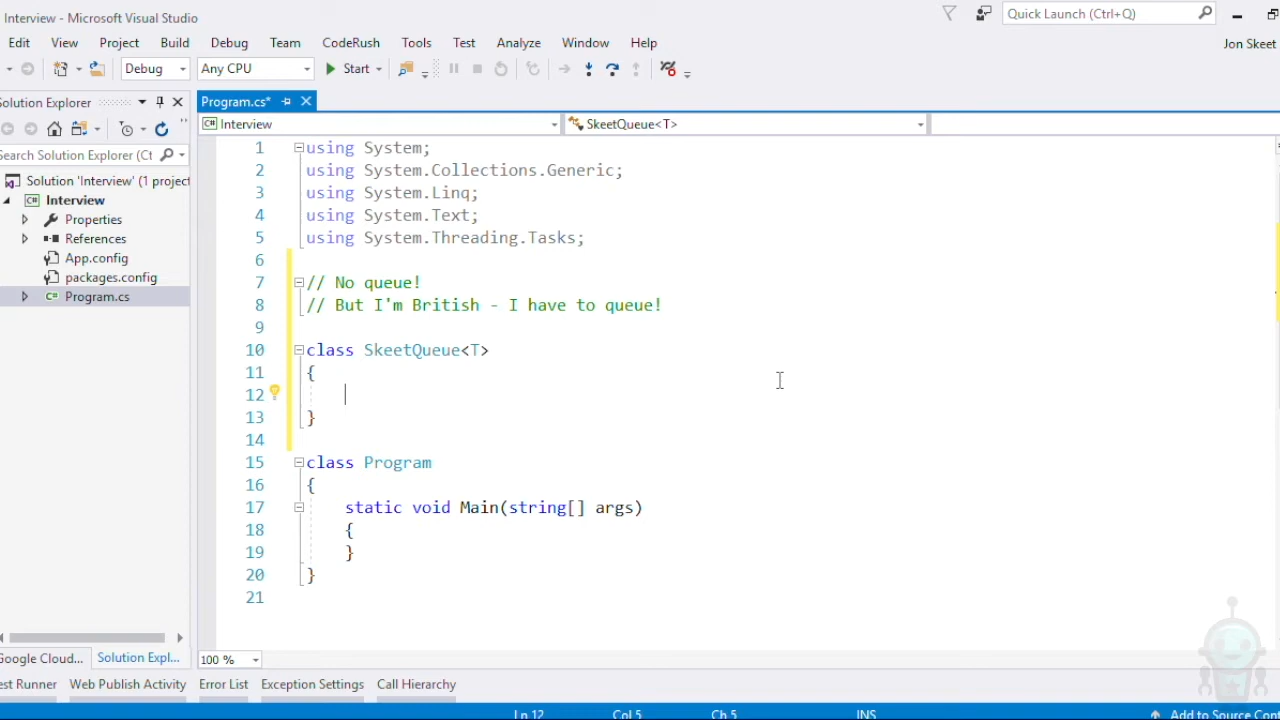 Interview - Microsoft Visual Studio
Quick Launch (Ctrl+Q)
Edit View Project Build Debug Team CodeRush Tools Test Analyze Window Help
Jon Skeet
Debug Any CPU Start
Solution Explorer
Program.cs*
Interview
SkeetQueue<T>
Search Solution Explorer (Ct
Solution 'Interview' (1 project
Interview
Properties
References
App.config
packages.config
Program.cs
1 using System;
2 using System.Collections.Generic;
3 using System.Linq;
4 using System.Text;
5 using System.Threading.Tasks;
6
7 // No queue!
8 // But I'm British - I have to queue!
9
10 class SkeetQueue<T>
11 {
12
13 }
14
15 class Program
16 {
17 static void Main(string[] args)
18 {
19 }
20 }
21
Google Cloud... Solution Expl...
100 %
est Runner Web Publish Activity Error List Exception Settings Call Hierarchy
Ln 12 Col 5 Ch 5 INS Add to Source Cont